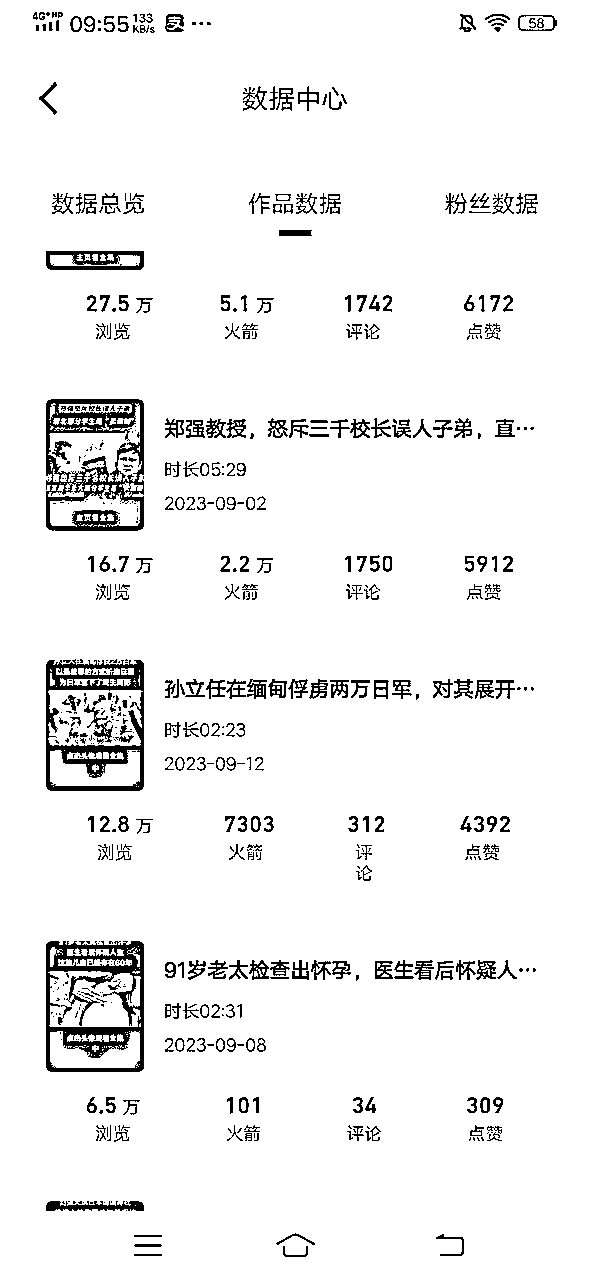 4G+HD 09:55 133 KB/s 支 ··· 58
数据中心
数据总览 作品数据 粉丝数据
27.5 万 5.1 万 1742 6172
浏览 火箭 评论 点赞
郑强教授，怒斥三千校长误人子弟，直···
时长05:29
2023-09-02
16.7 万 2.2 万 1750 5912
浏览 火箭 评论 点赞
孙立任在缅甸俘虏两万日军，对其展开···
时长02:23
2023-09-12
12.8 万 7303 312 4392
浏览 火箭 评论 点赞
91岁老太检查出怀孕，医生看后怀疑人···
时长02:31
2023-09-08
6.5 万 101 34 309
浏览 火箭 评论 点赞